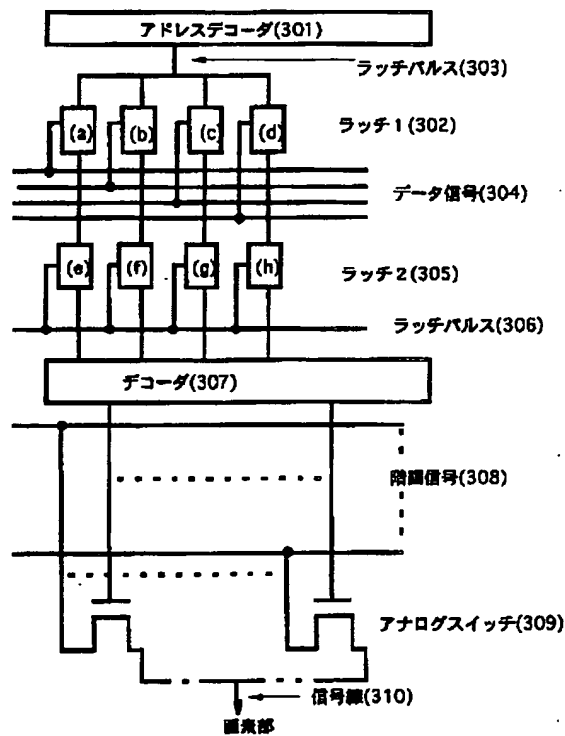 アドレスデコーダ(301)
ラッチパルス(303)
ラッチ1(302)
(a)
(b)
(c)
(d)
データ信号(304)
(e)
(f)
(g)
(h)
ラッチ2(305)
ラッチパルス(306)
デコーダ(307)
階調信号(308)
アナログスイッチ(309)
信号線(310)
画素部